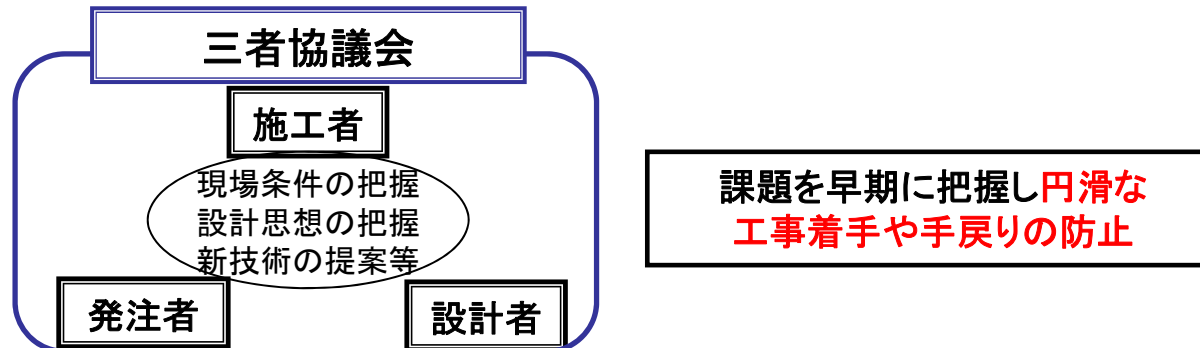 三者協議会
施工者
現場条件の把握
設計思想の把握
新技術の提案等
発注者
設計者
課題を早期に把握し円滑な
工事着手や手戻りの防止